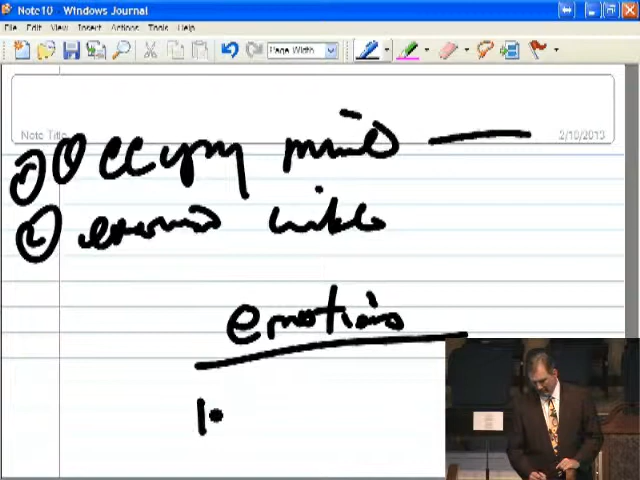 Note10 - Windows Journal
File Edit View Insert Actions Tools Help
Page Width
Note Title 2/10/2013
① Occupy mind —
②
emotions
1.